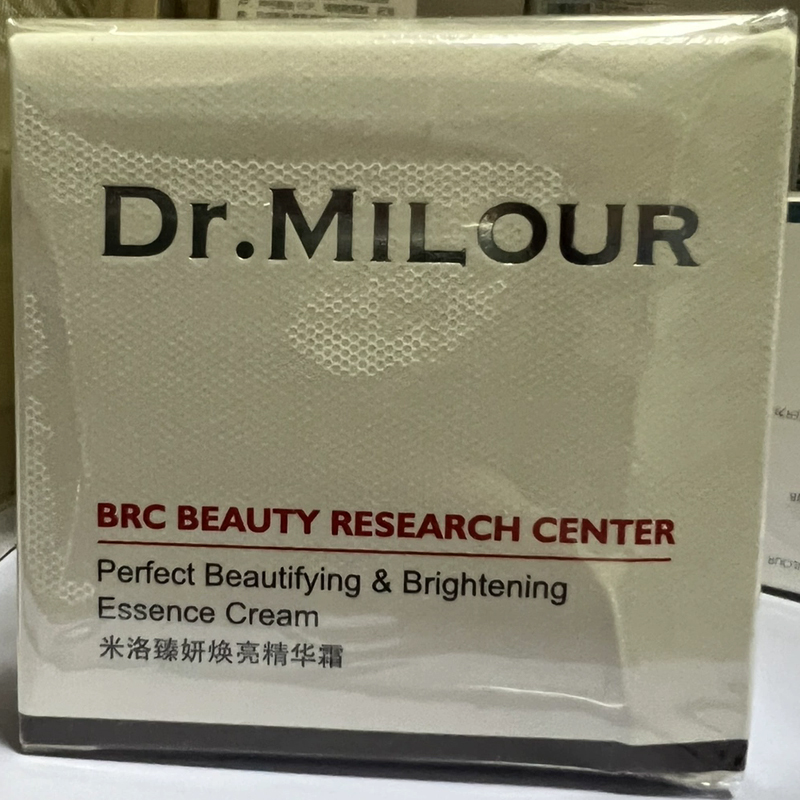 Dr.MILOUR
BRC BEAUTY RESEARCH CENTER
Perfect Beautifying & Brightening
Essence Cream
米洛臻妍焕亮精华霜